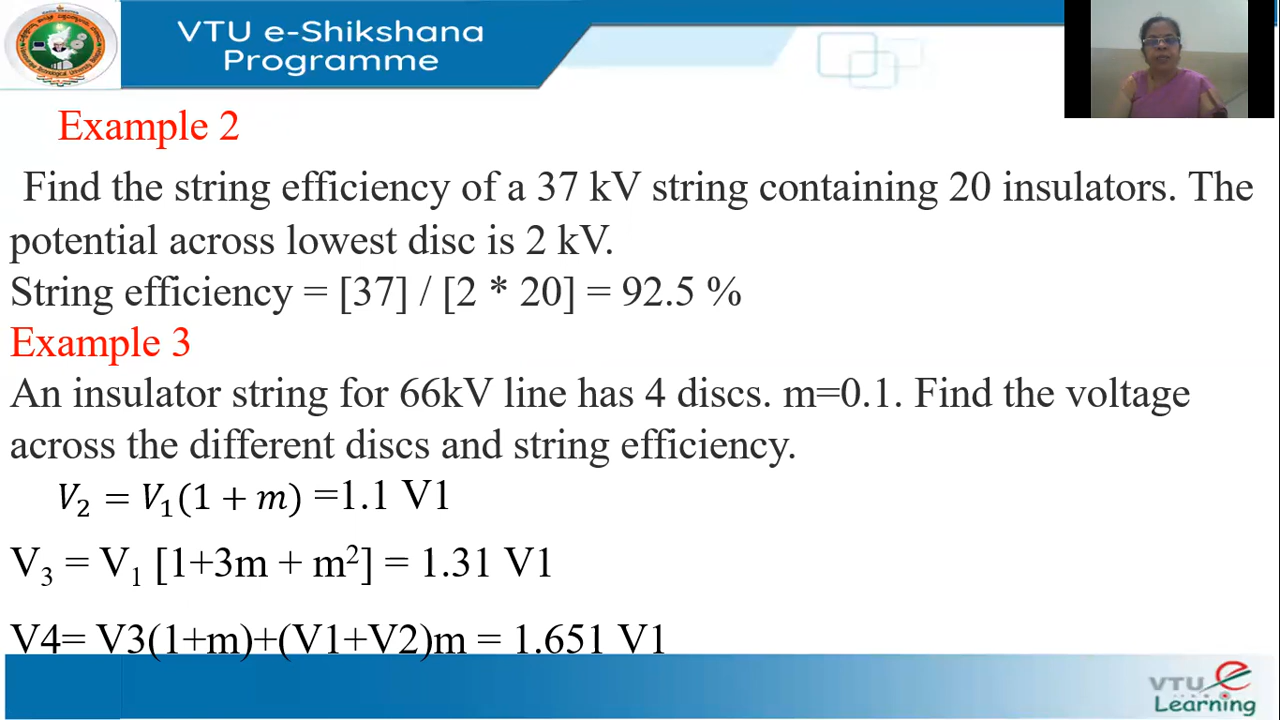 VTU e-Shikshana
Programme
Example 2
Find the string efficiency of a 37 kV string containing 20 insulators. The
potential across lowest disc is 2 kV.
String efficiency = [37] / [2 * 20] = 92.5 %
Example 3
An insulator string for 66kV line has 4 discs. m=0.1. Find the voltage
across the different discs and string efficiency.
V₂ = V₁(1 + m) =1.1 V1
V₃ = V₁ [1+3m + m²] = 1.31 V1
V4= V3(1+m)+(V1+V2)m = 1.651 V1
VTU e
Learning